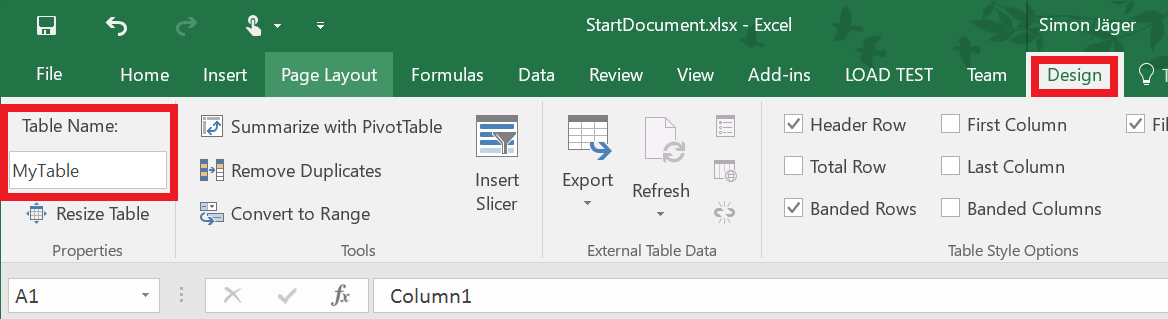 StartDocument.xlsx - Excel
Simon Jäger
File
Home
Insert
Page Layout
Formulas
Data
Review
View
Add-ins
LOAD TEST
Team
Design
Table Name:
MyTable
Resize Table
Properties
Summarize with PivotTable
Remove Duplicates
Convert to Range
Insert
Slicer
Tools
Export
Refresh
External Table Data
Header Row
Total Row
Banded Rows
First Column
Last Column
Banded Columns
Table Style Options
A1
fx
Column1